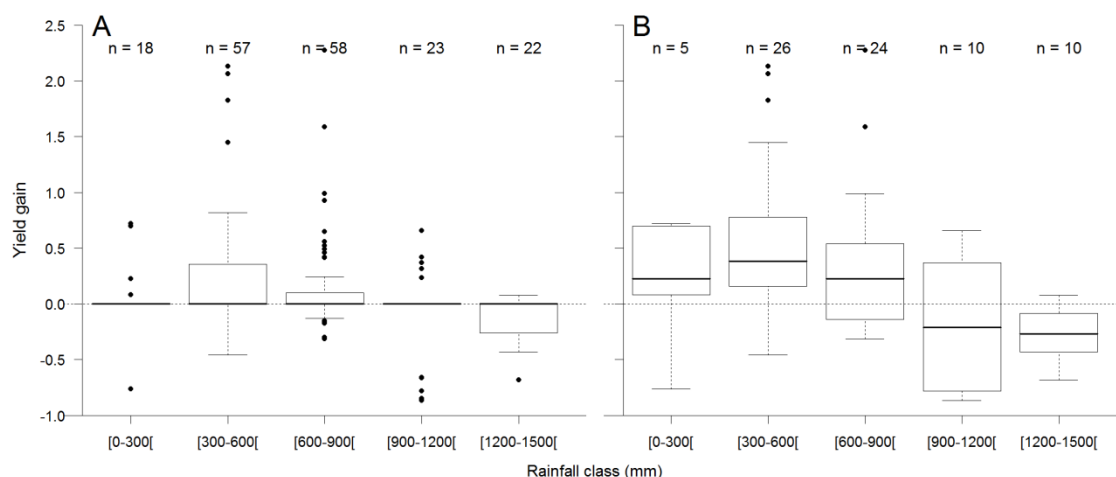 A
B
n = 18 n = 57 n = 58 n = 23 n = 22
n = 5 n = 26 n = 24 n = 10 n = 10
Yield gain
2.5
2.0
1.5
1.0
0.5
0.0
-0.5
-1.0
[0-300[ [300-600[ [600-900[ [900-1200[ [1200-1500[
[0-300[ [300-600[ [600-900[ [900-1200[ [1200-1500[
Rainfall class (mm)